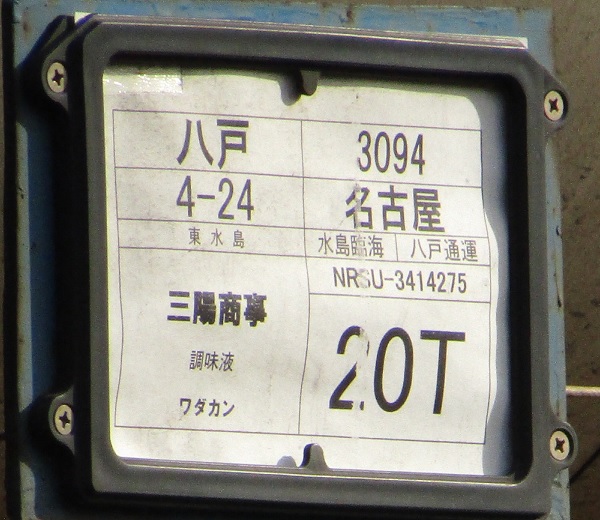 八戸 3094
4-24 名古屋
東水島 水島臨海 八戸通運
NRSU-3414275
三陽商事
調味液
ワダカン
20T